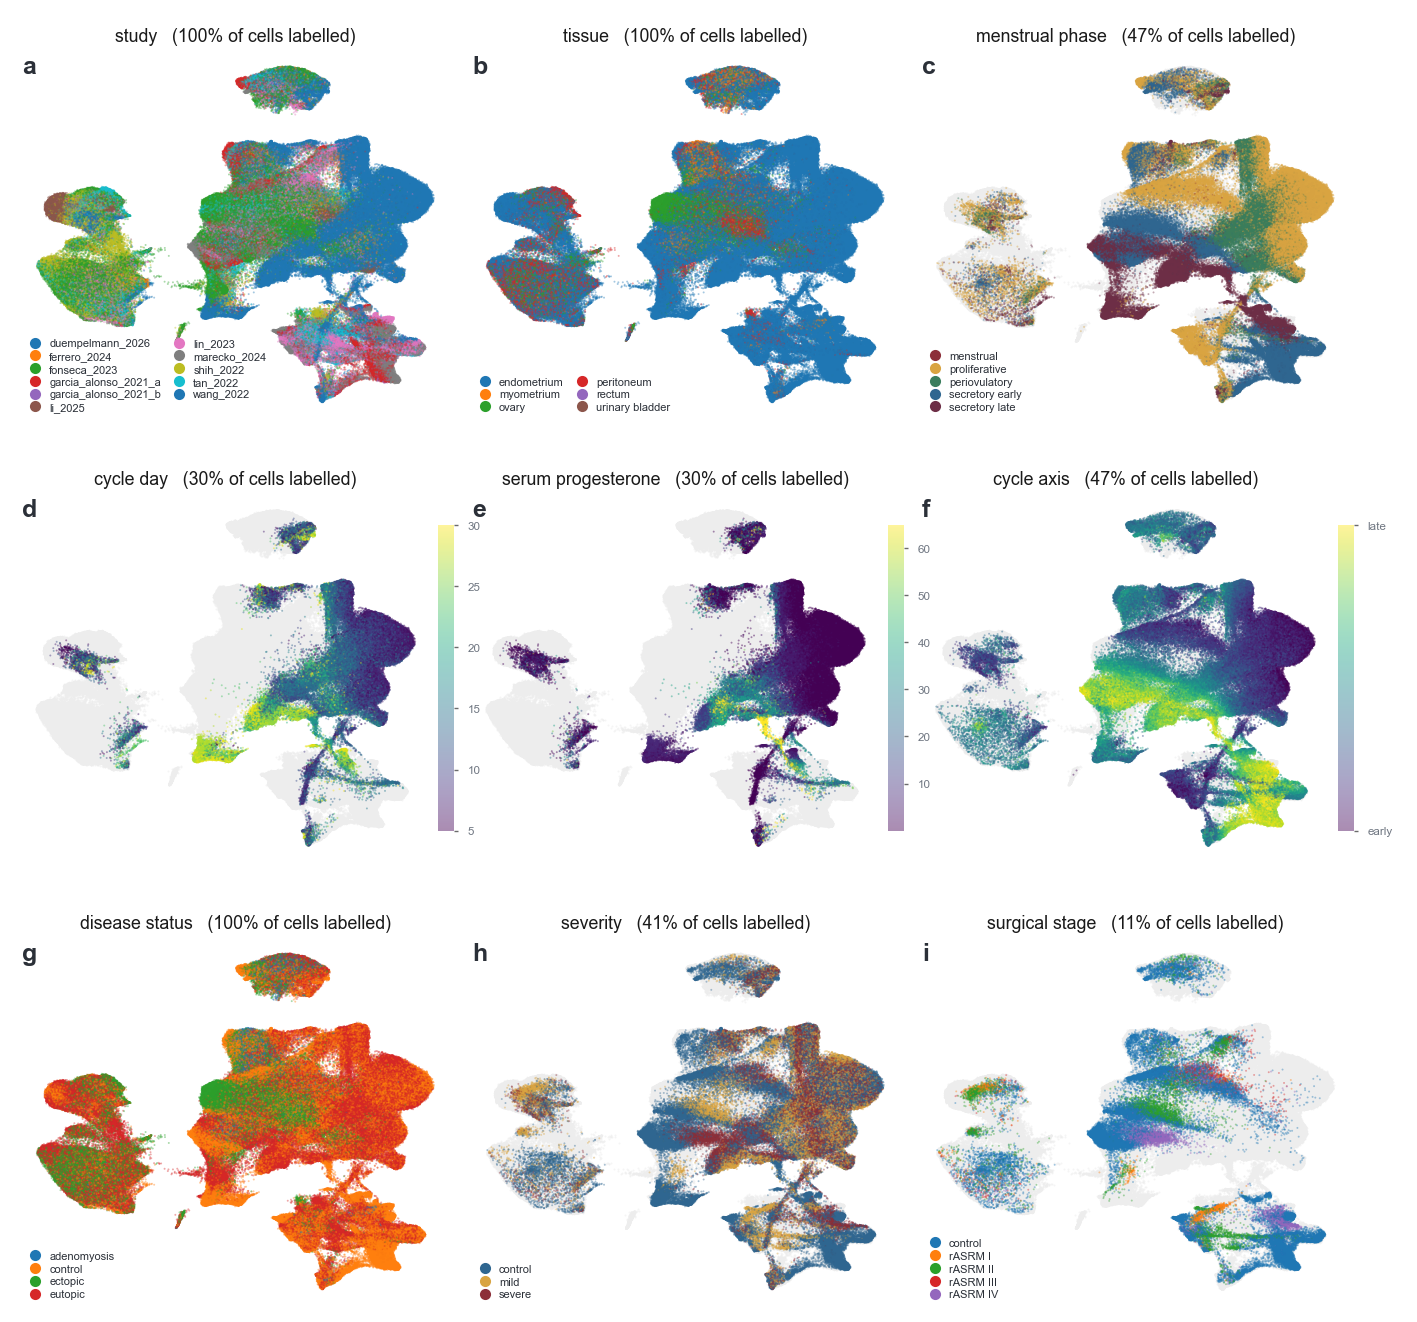 study (100% of cells labelled)
tissue (100% of cells labelled)
menstrual phase (47% of cells labelled)
a
b
c
duempelmann_2026
ferrero_2024
fonseca_2023
garcia_alonso_2021_a
garcia_alonso_2021_b
li_2025
lin_2023
marecko_2024
shih_2022
tan_2022
wang_2022
endometrium
myometrium
ovary
peritoneum
rectum
urinary bladder
menstrual
proliferative
periovulatory
secretory early
secretory late
cycle day (30% of cells labelled)
serum progesterone (30% of cells labelled)
cycle axis (47% of cells labelled)
d
30
25
20
15
10
5
e
60
50
40
30
20
10
f
late
early
disease status (100% of cells labelled)
severity (41% of cells labelled)
surgical stage (11% of cells labelled)
g
h
i
adenomyosis
control
ectopic
eutopic
control
mild
severe
control
rASRM I
rASRM II
rASRM III
rASRM IV